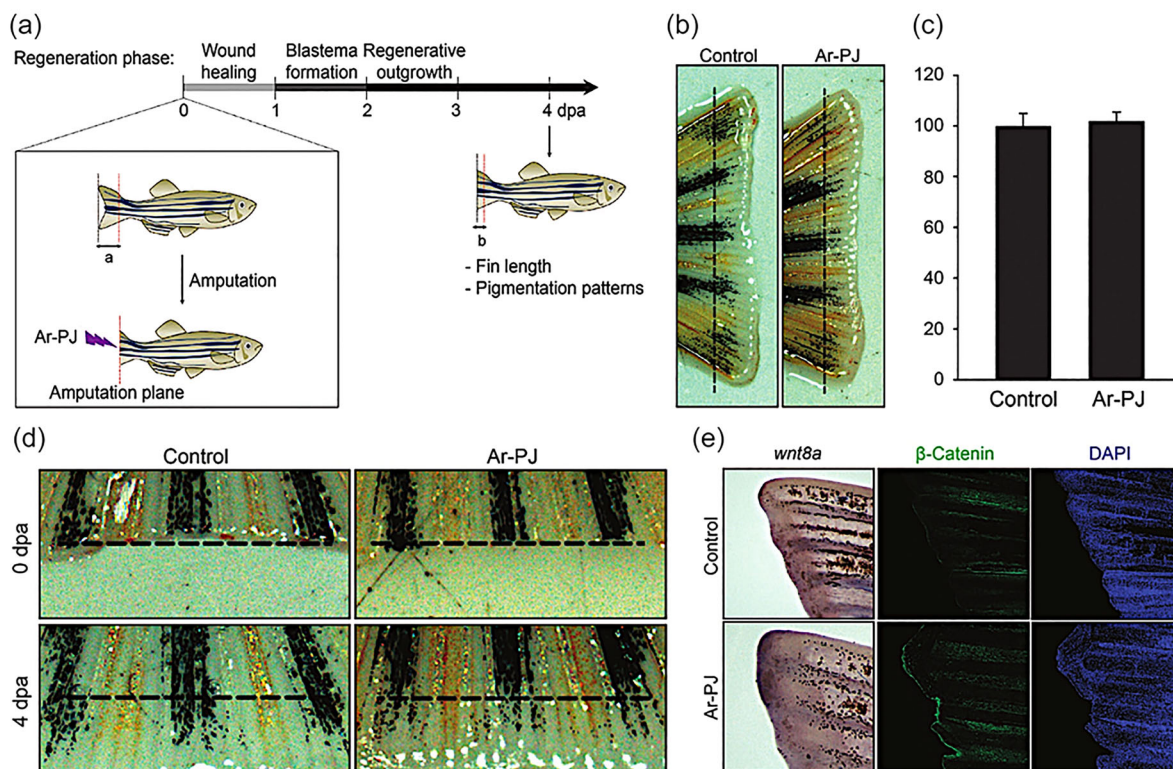 (a)
Regeneration phase:
Wound healing
Blastema formation
Regenerative outgrowth
0 1 2 3 4 dpa
a
Amputation
Ar-PJ
Amputation plane
b
- Fin length
- Pigmentation patterns
(b)
Control Ar-PJ
(c)
120
100
80
60
40
20
0
Control Ar-PJ
(d)
Control Ar-PJ
0 dpa
4 dpa
(e)
wnt8a β-Catenin DAPI
Control
Ar-PJ